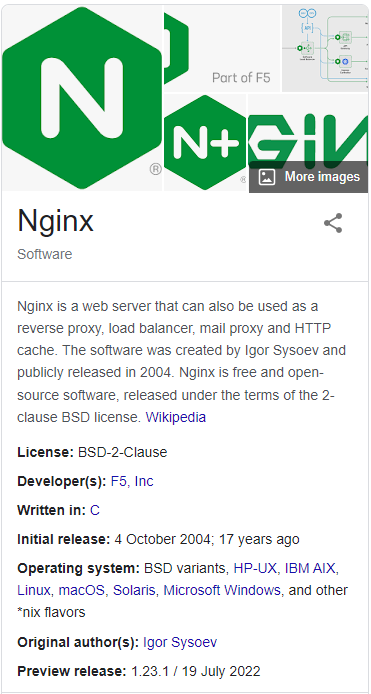 N
®
Part of F5
[API]
N+
GIN
More images
Nginx
Software
Nginx is a web server that can also be used as a
reverse proxy, load balancer, mail proxy and HTTP
cache. The software was created by Igor Sysoev and
publicly released in 2004. Nginx is free and open-
source software, released under the terms of the 2-
clause BSD license. Wikipedia
License: BSD-2-Clause
Developer(s): F5, Inc
Written in: C
Initial release: 4 October 2004; 17 years ago
Operating system: BSD variants, HP-UX, IBM AIX,
Linux, macOS, Solaris, Microsoft Windows, and other
*nix flavors
Original author(s): Igor Sysoev
Preview release: 1.23.1 / 19 July 2022